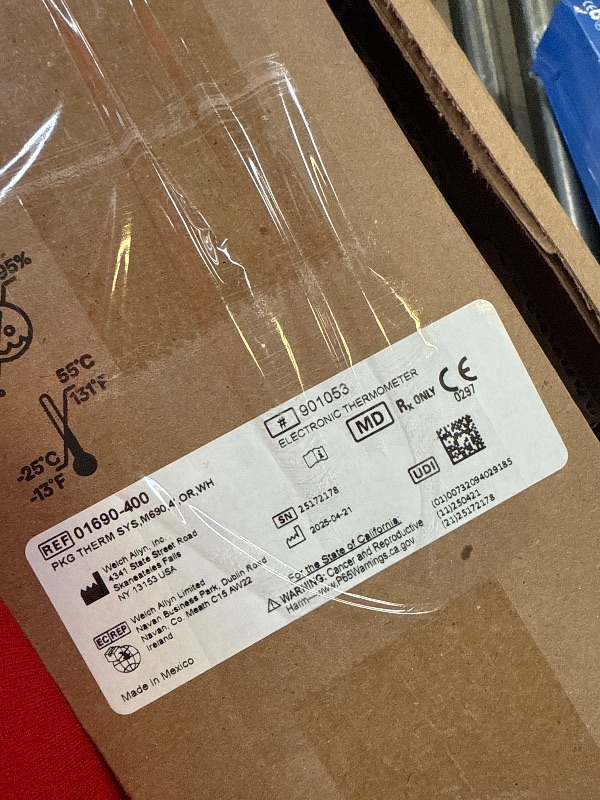 95%
55°C
131°F
-25°C
-13°F
REF 01690-400
PKG THERM SYS,M690,4',OR,WH
Welch Allyn, Inc.
4341 State Street Road
Skaneateles Falls
NY 13153 USA
EC REP
Welch Allyn Limited
Navan Business Park, Dublin Road
Navan, Co. Meath C15 AW22
Ireland
Made in Mexico
# 901053
ELECTRONIC THERMOMETER
MD
Rx ONLY
CE
0297
SN 25172178
2025-04-21
UDI
(01)00732094029185
(11)250421
(21)25172178
For the State of California
WARNING: Cancer and Reproductive
Harm www.P65Warnings.ca.gov